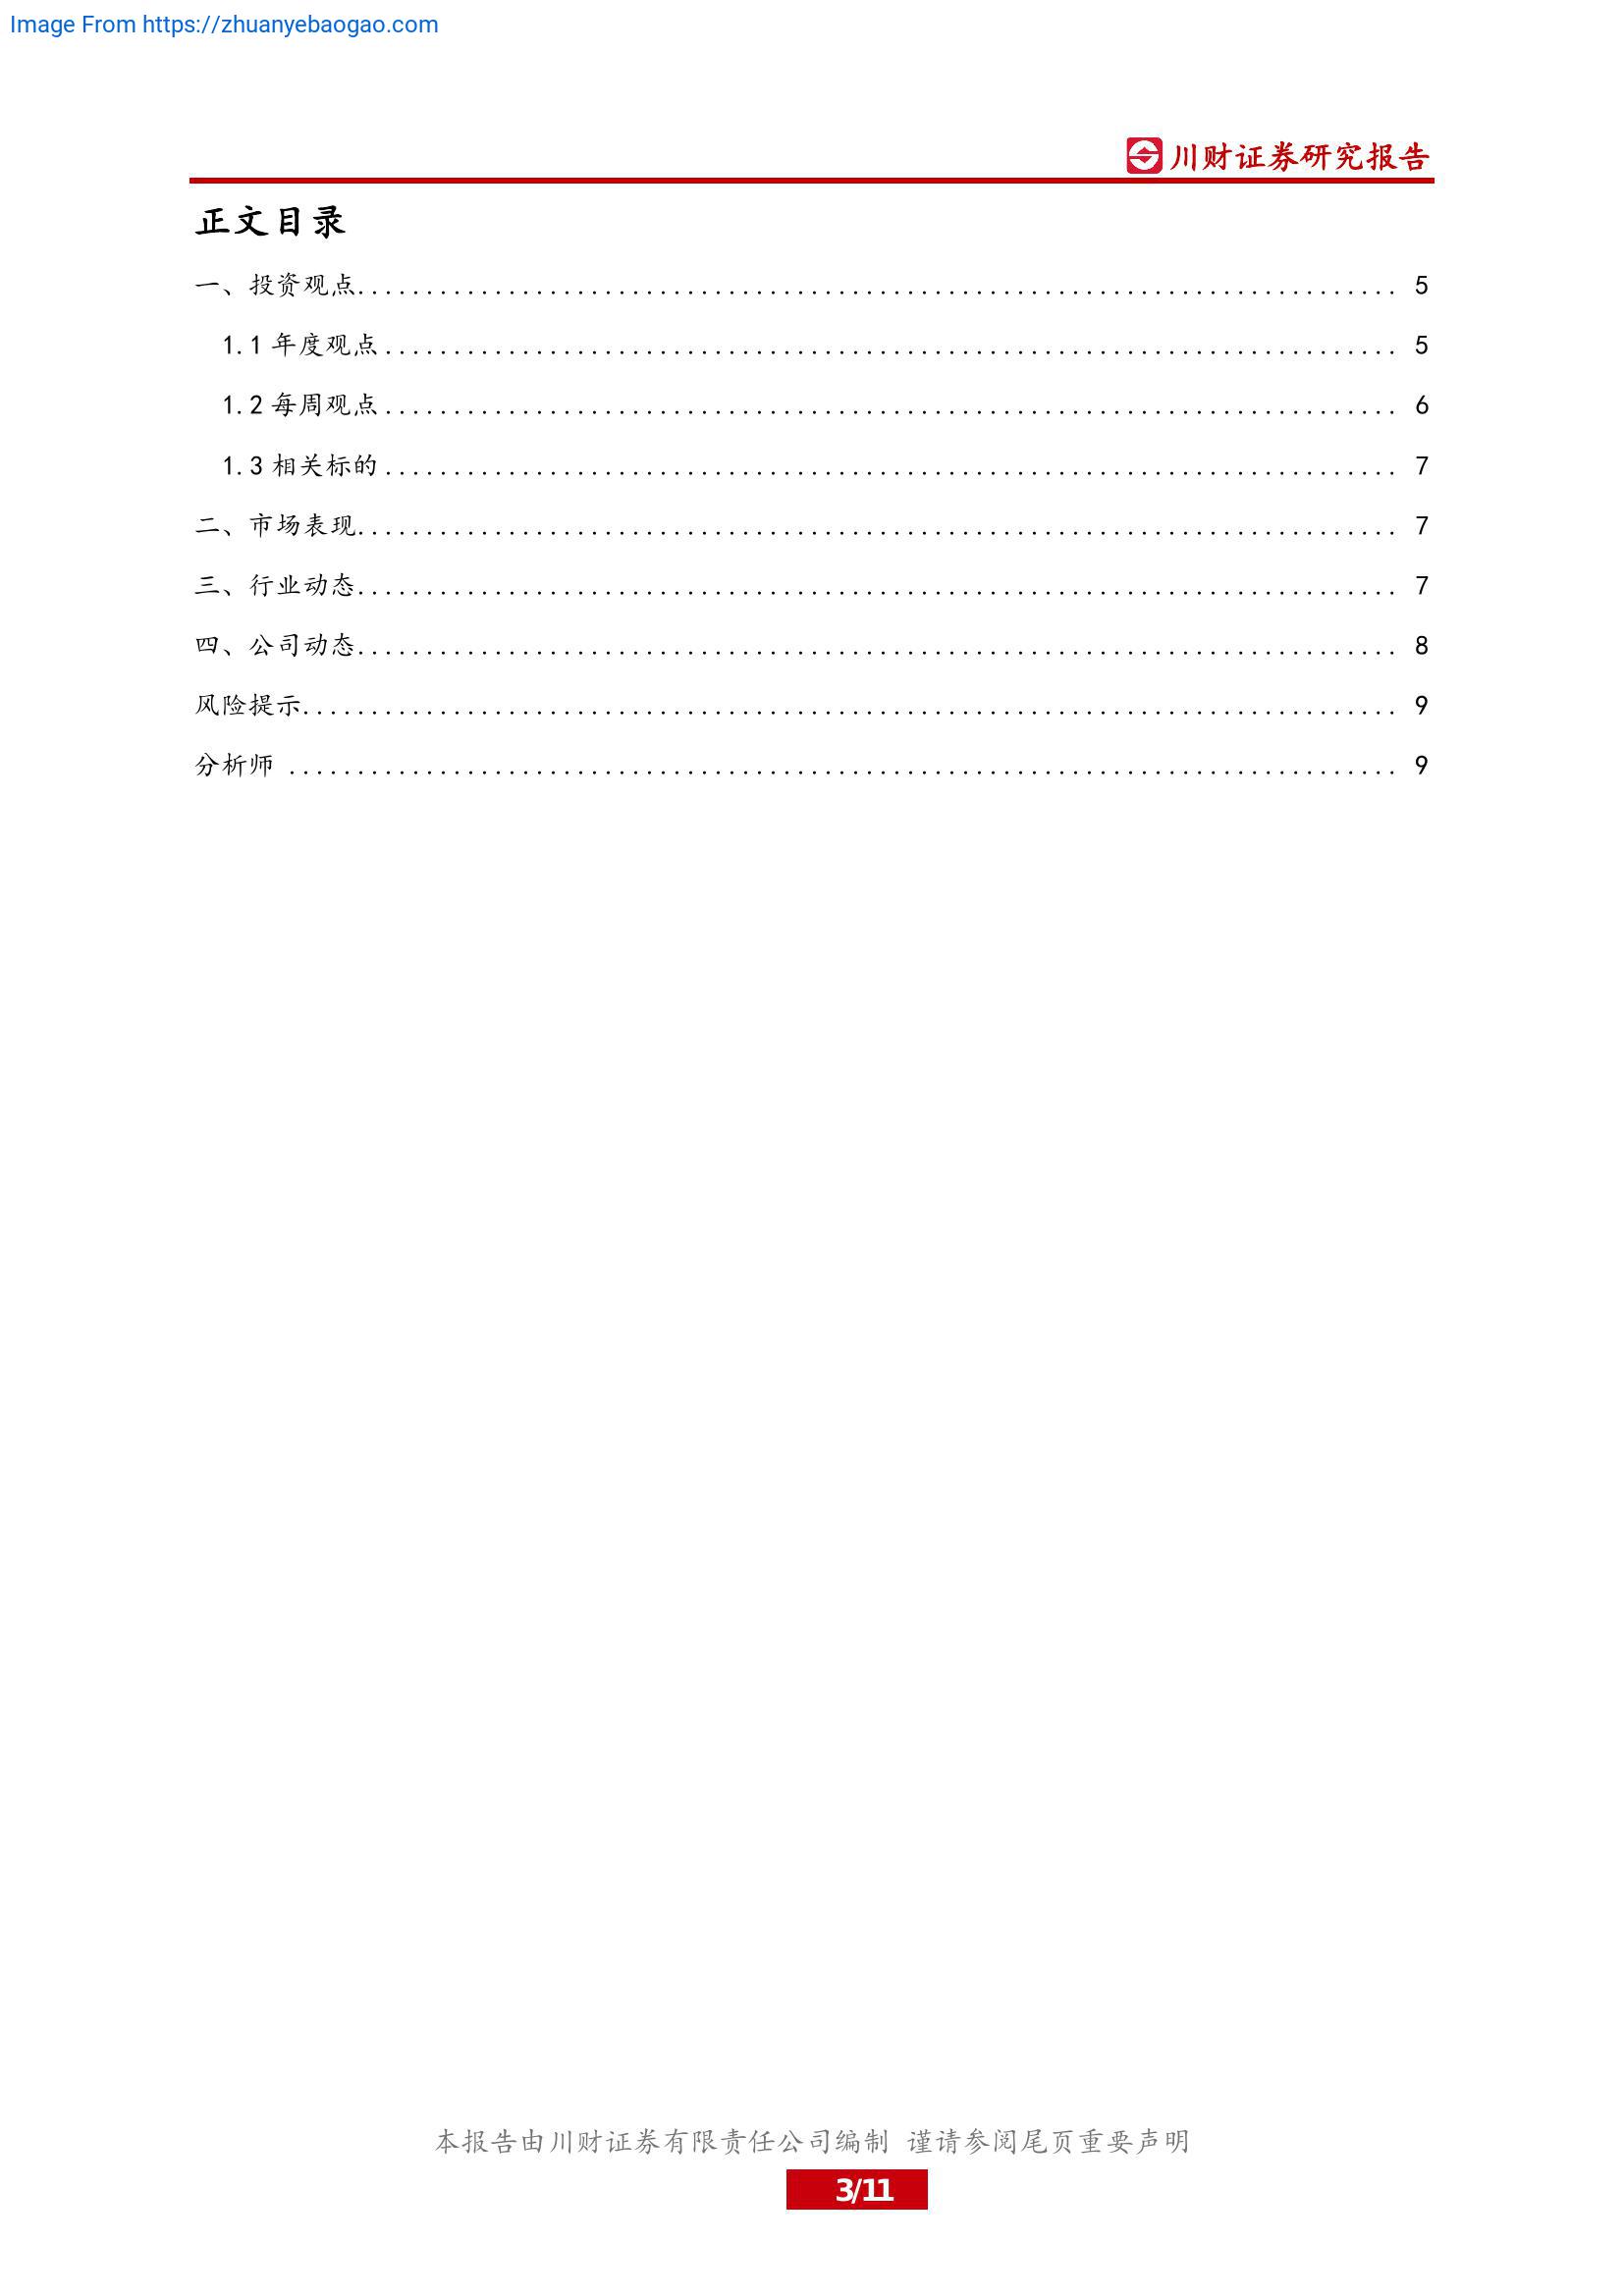 Image From https://zhuanyebaogao.com
川财证券研究报告
正文目录
一、投资观点............................................................................ 5
1.1 年度观点.......................................................................... 5
1.2 每周观点.......................................................................... 6
1.3 相关标的.......................................................................... 7
二、市场表现............................................................................ 7
三、行业动态............................................................................ 7
四、公司动态............................................................................ 8
风险提示................................................................................ 9
分析师 ................................................................................. 9
本报告由川财证券有限责任公司编制 谨请参阅尾页重要声明
3/11